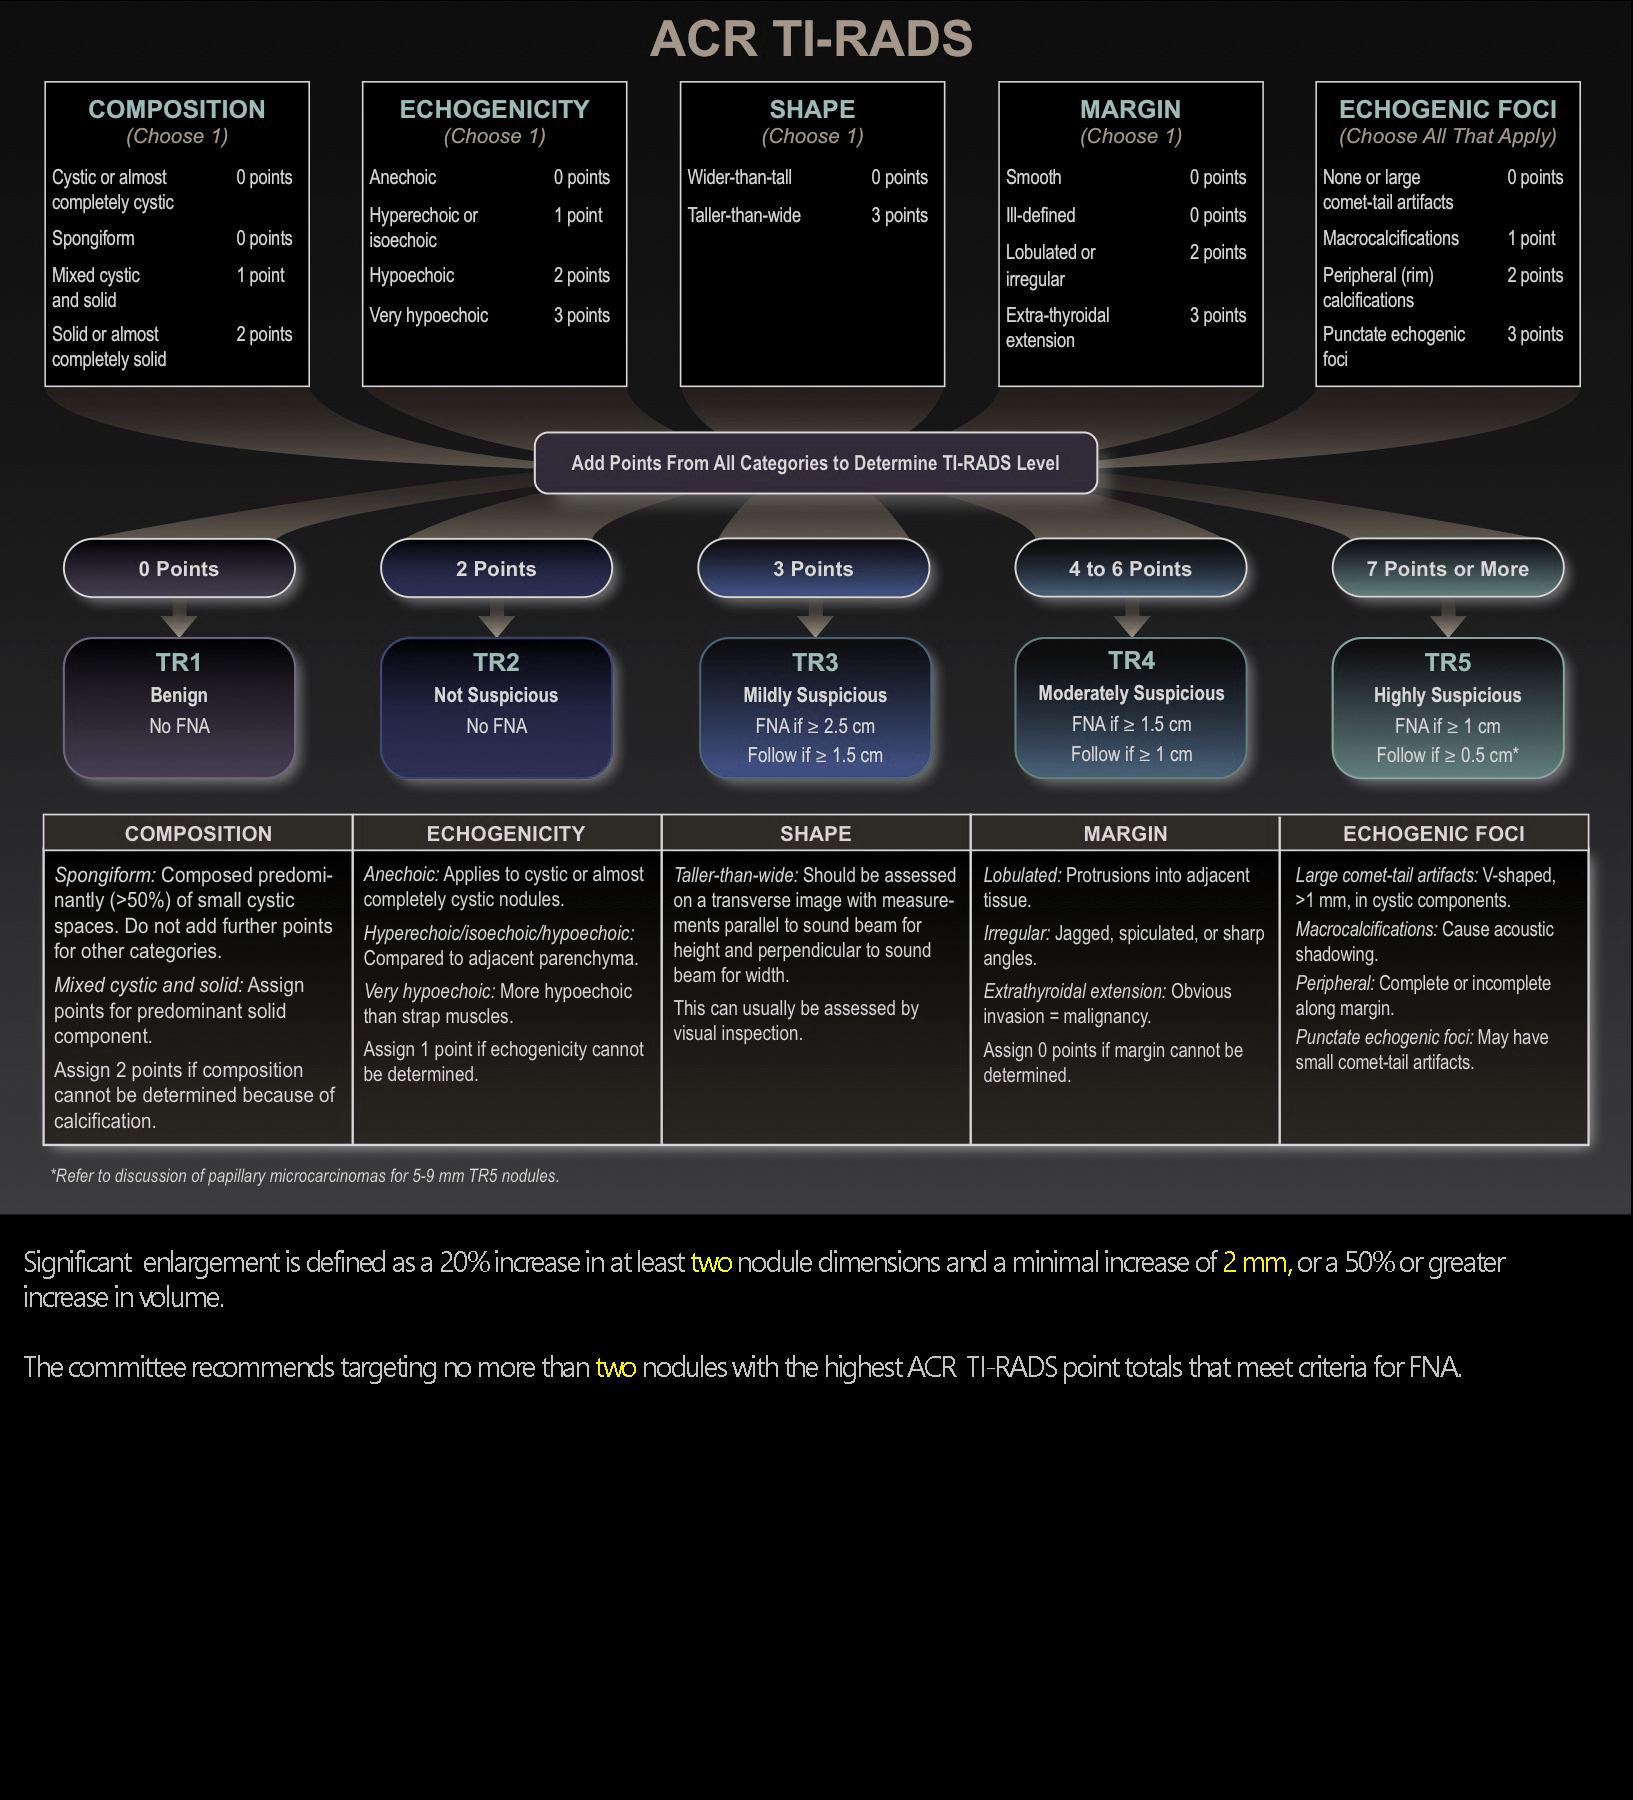 ACR TI-RADS
COMPOSITION
(Choose 1)
Cystic or almost 0 points
completely cystic
Spongiform 0 points
Mixed cystic 1 point
and solid
Solid or almost 2 points
completely solid
ECHOGENICITY
(Choose 1)
Anechoic 0 points
Hyperechoic or 1 point
isoechoic
Hypoechoic 2 points
Very hypoechoic 3 points
SHAPE
(Choose 1)
Wider-than-tall 0 points
Taller-than-wide 3 points
MARGIN
(Choose 1)
Smooth 0 points
Ill-defined 0 points
Lobulated or 2 points
irregular
Extra-thyroidal 3 points
extension
ECHOGENIC FOCI
(Choose All That Apply)
None or large 0 points
comet-tail artifacts
Macrocalcifications 1 point
Peripheral (rim) 2 points
calcifications
Punctate echogenic 3 points
foci
Add Points From All Categories to Determine TI-RADS Level
0 Points
2 Points
3 Points
4 to 6 Points
7 Points or More
TR1
Benign
No FNA
TR2
Not Suspicious
No FNA
TR3
Mildly Suspicious
FNA if ≥ 2.5 cm
Follow if ≥ 1.5 cm
TR4
Moderately Suspicious
FNA if ≥ 1.5 cm
Follow if ≥ 1 cm
TR5
Highly Suspicious
FNA if ≥ 1 cm
Follow if ≥ 0.5 cm*
COMPOSITION
Spongiform: Composed predomi-
nantly (>50%) of small cystic
spaces. Do not add further points
for other categories.
Mixed cystic and solid: Assign
points for predominant solid
component.
Assign 2 points if composition
cannot be determined because of
calcification.
ECHOGENICITY
Anechoic: Applies to cystic or almost
completely cystic nodules.
Hyperechoic/isoechoic/hypoechoic:
Compared to adjacent parenchyma.
Very hypoechoic: More hypoechoic
than strap muscles.
Assign 1 point if echogenicity cannot
be determined.
SHAPE
Taller-than-wide: Should be assessed
on a transverse image with measure-
ments parallel to sound beam for
height and perpendicular to sound
beam for width.
This can usually be assessed by
visual inspection.
MARGIN
Lobulated: Protrusions into adjacent
tissue.
Irregular: Jagged, spiculated, or sharp
angles.
Extrathyroidal extension: Obvious
invasion = malignancy.
Assign 0 points if margin cannot be
determined.
ECHOGENIC FOCI
Large comet-tail artifacts: V-shaped,
>1 mm, in cystic components.
Macrocalcifications: Cause acoustic
shadowing.
Peripheral: Complete or incomplete
along margin.
Punctate echogenic foci: May have
small comet-tail artifacts.
*Refer to discussion of papillary microcarcinomas for 5-9 mm TR5 nodules.
Significant enlargement is defined as a 20% increase in at least two nodule dimensions and a minimal increase of 2 mm, or a 50% or greater
increase in volume.
The committee recommends targeting no more than two nodules with the highest ACR TI-RADS point totals that meet criteria for FNA.